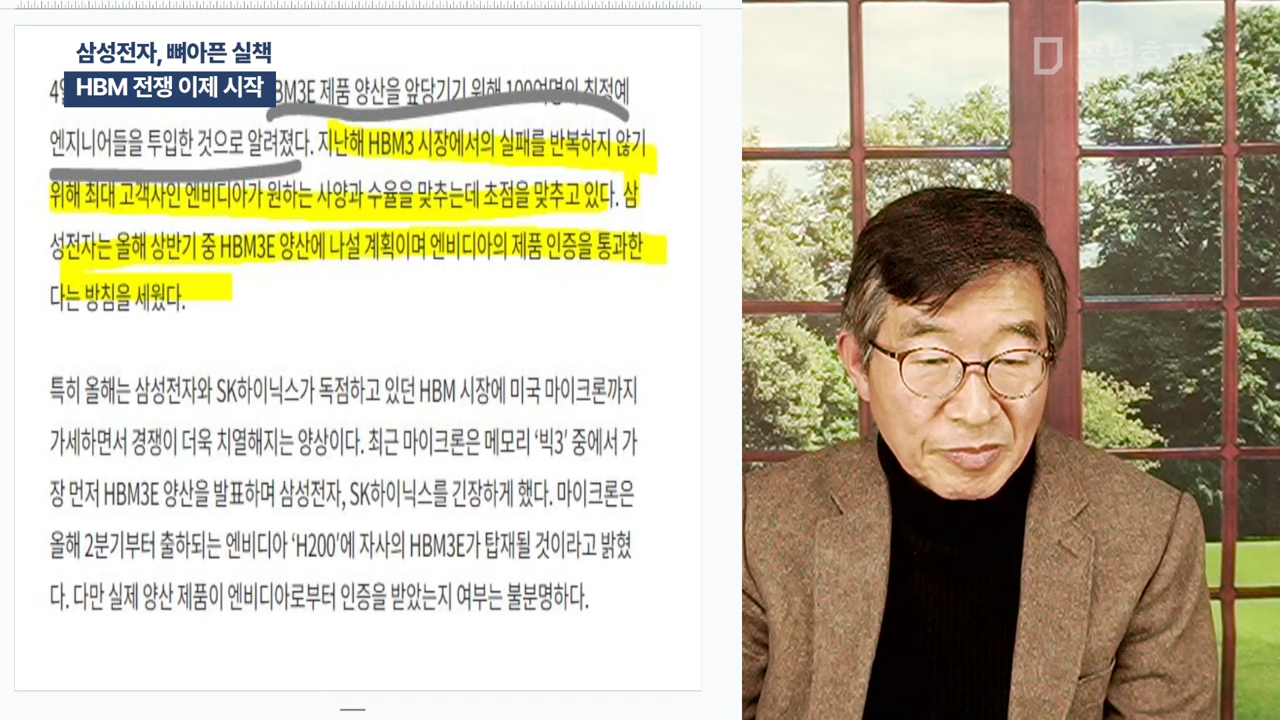 삼성전자, 뼈아픈 실책
HBM 전쟁 이제 시작
BM3E 제품 양산을 앞당기기 위해 100여명의 최정예
엔지니어들을 투입한 것으로 알려졌다. 지난해 HBM3 시장에서의 실패를 반복하지 않기
위해 최대 고객사인 엔비디아가 원하는 사양과 수율을 맞추는데 초점을 맞추고 있다. 삼
성전자는 올해 상반기 중 HBM3E 양산에 나설 계획이며 엔비디아의 제품 인증을 통과한
다는 방침을 세웠다.
특히 올해는 삼성전자와 SK하이닉스가 독점하고 있던 HBM 시장에 미국 마이크론까지
가세하면서 경쟁이 더욱 치열해지는 양상이다. 최근 마이크론은 메모리 ‘빅3’ 중에서 가
장 먼저 HBM3E 양산을 발표하며 삼성전자, SK하이닉스를 긴장하게 했다. 마이크론은
올해 2분기부터 출하되는 엔비디아 ‘H200’에 자사의 HBM3E가 탑재될 것이라고 밝혔
다. 다만 실제 양산 제품이 엔비디아로부터 인증을 받았는지 여부는 불분명하다.